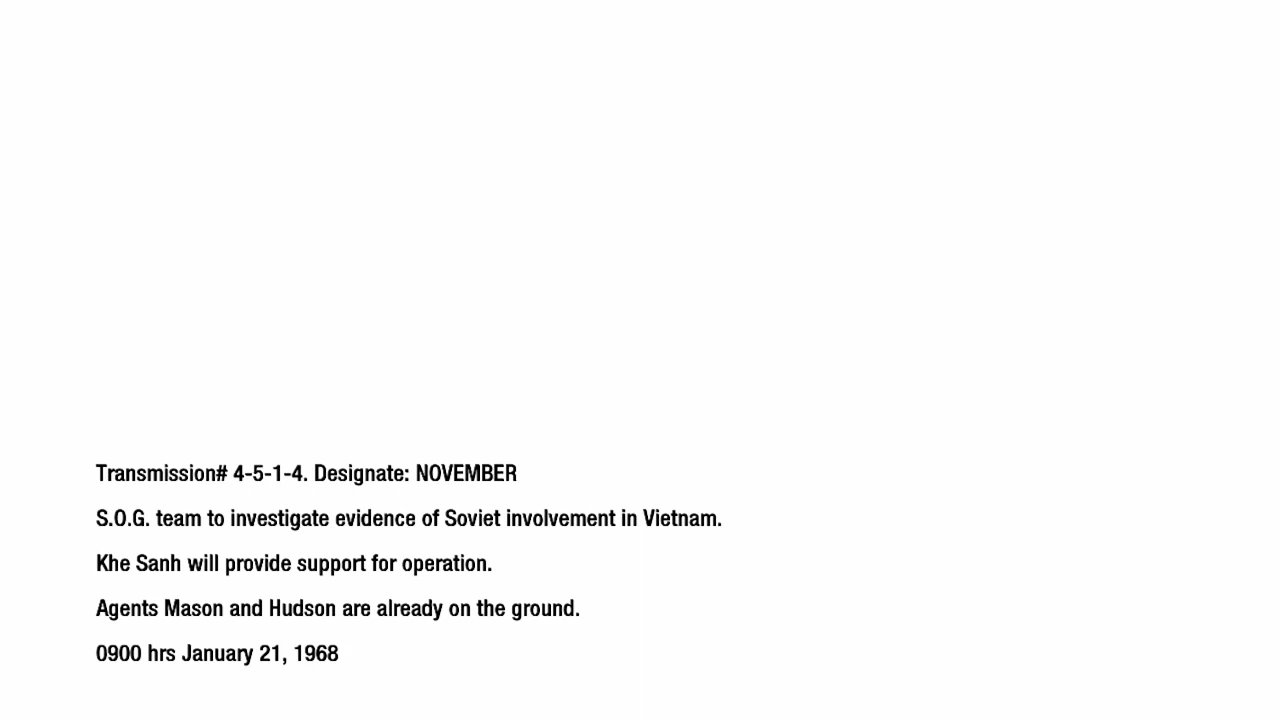 Transmission# 4-5-1-4. Designate: NOVEMBER
S.O.G. team to investigate evidence of Soviet involvement in Vietnam.
Khe Sanh will provide support for operation.
Agents Mason and Hudson are already on the ground.
0900 hrs January 21, 1968